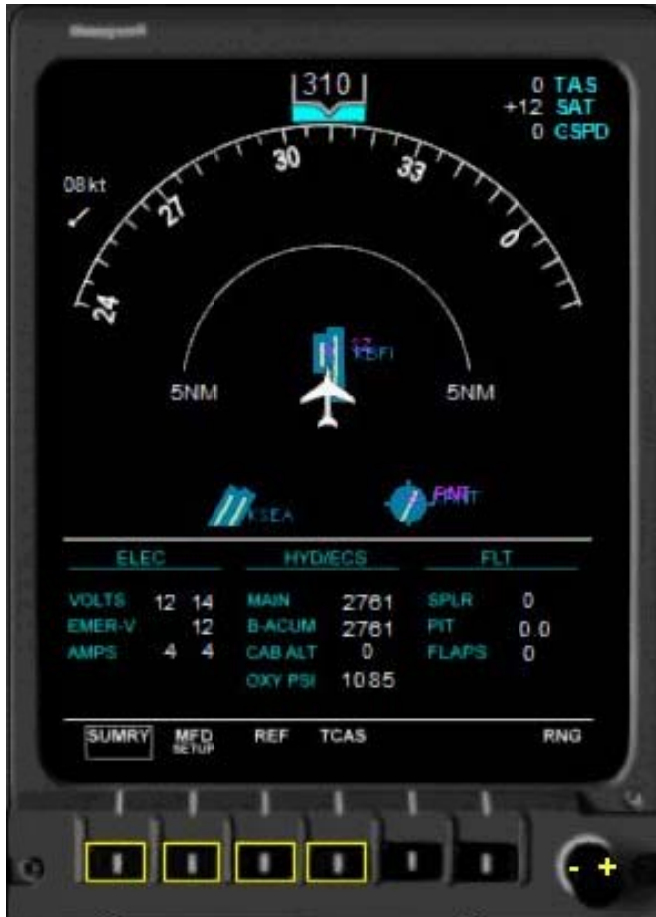 Honeywell
310
0 TAS
+12 SAT
0 GSPD
30
33
08kt
27
0
24
KBFI
5NM
5NM
KSEA
ELEC
HYD/ECS
FLT
VOLTS 12 14
MAIN 2761
SPLR 0
EMER-V 12
B-ACUM 2761
PIT 0.0
AMPS 4 4
CAB ALT 0
FLAPS 0
OXY PSI 1085
SUMRY
MFD
SETUP
REF
TCAS
RNG
- +